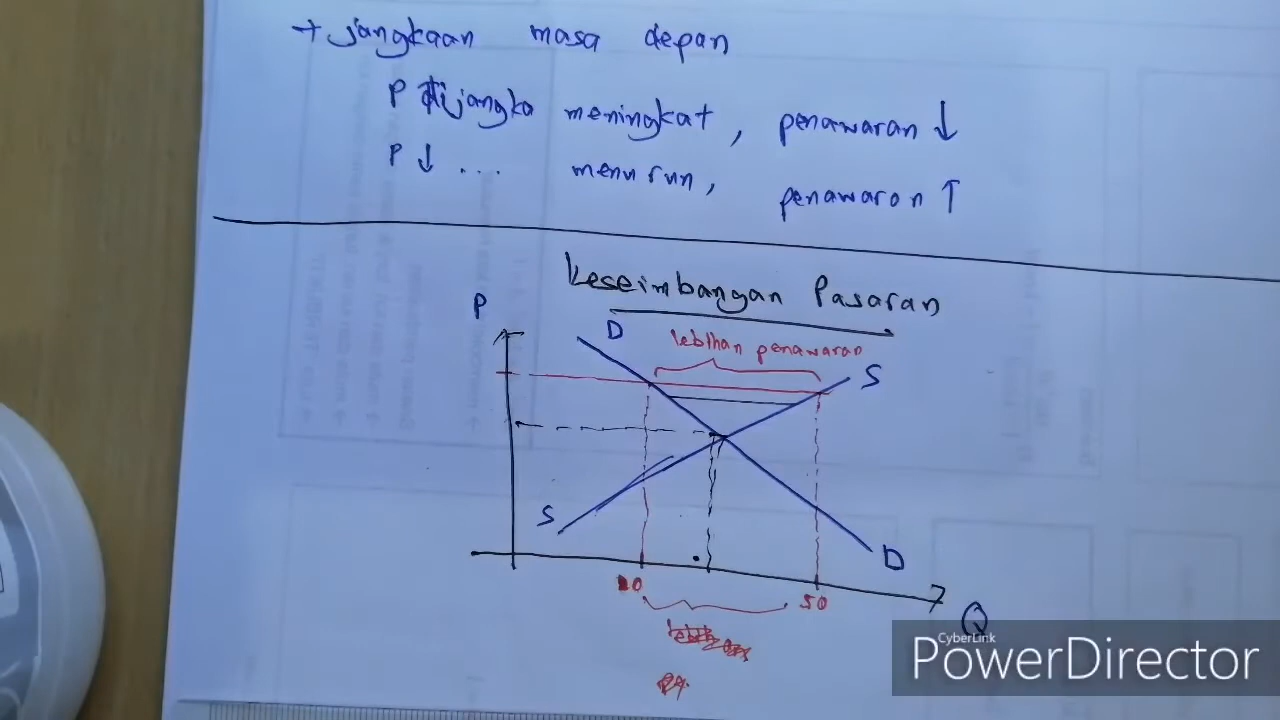 + jangkaan masa depan
P dijangka meningkat, penawaran ↓
P ↓ ... menurun, penawaran ↑
keseimbangan Pasaran
P
D
lebihan penawaran
S
S
D
50
Q
CyberLink
PowerDirector